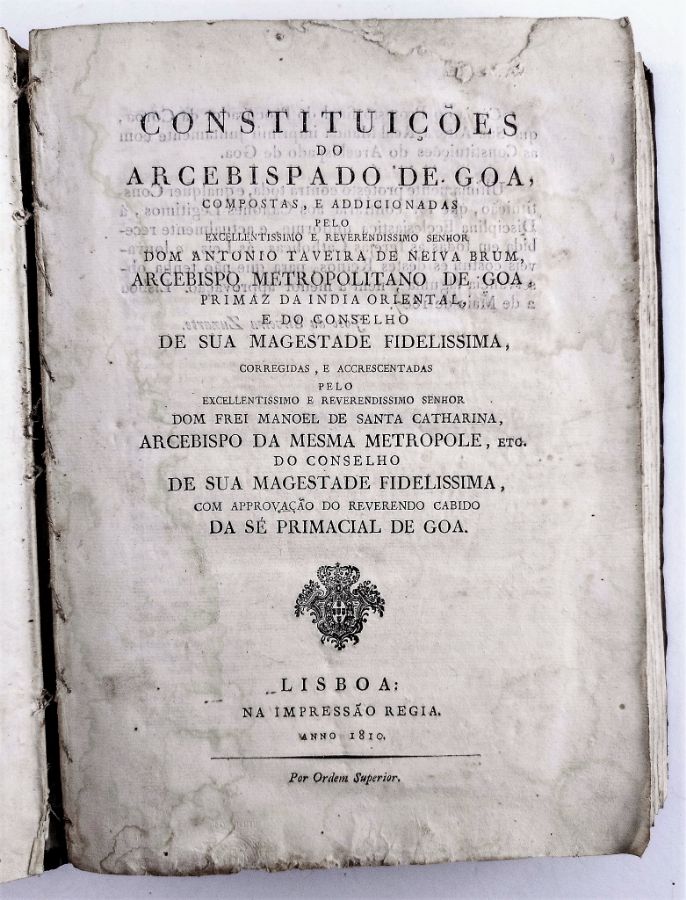 CONSTITUIÇÕES
DO
ARCEBISPADO DE GOA,
COMPOSTAS, E ADDICIONADAS
PELO
EXCELLENTISSIMO E REVERENDISSIMO SENHOR
DOM ANTONIO TAVEIRA DE NEIVA BRUM,
ARCEBISPO METROPOLITANO DE GOA,
PRIMAZ DA INDIA ORIENTAL,
E DO CONSELHO
DE SUA MAGESTADE FIDELISSIMA,
CORREGIDAS, E ACCRESCENTADAS
PELO
EXCELLENTISSIMO E REVERENDISSIMO SENHOR
DOM FREI MANOEL DE SANTA CATHARINA,
ARCEBISPO DA MESMA METROPOLE, ETC.
DO CONSELHO
DE SUA MAGESTADE FIDELISSIMA,
COM APPROVAÇÃO DO REVERENDO CABIDO
DA SÉ PRIMACIAL DE GOA.
LISBOA:
NA IMPRESSÃO REGIA.
ANNO 1810.
Por Ordem Superior.